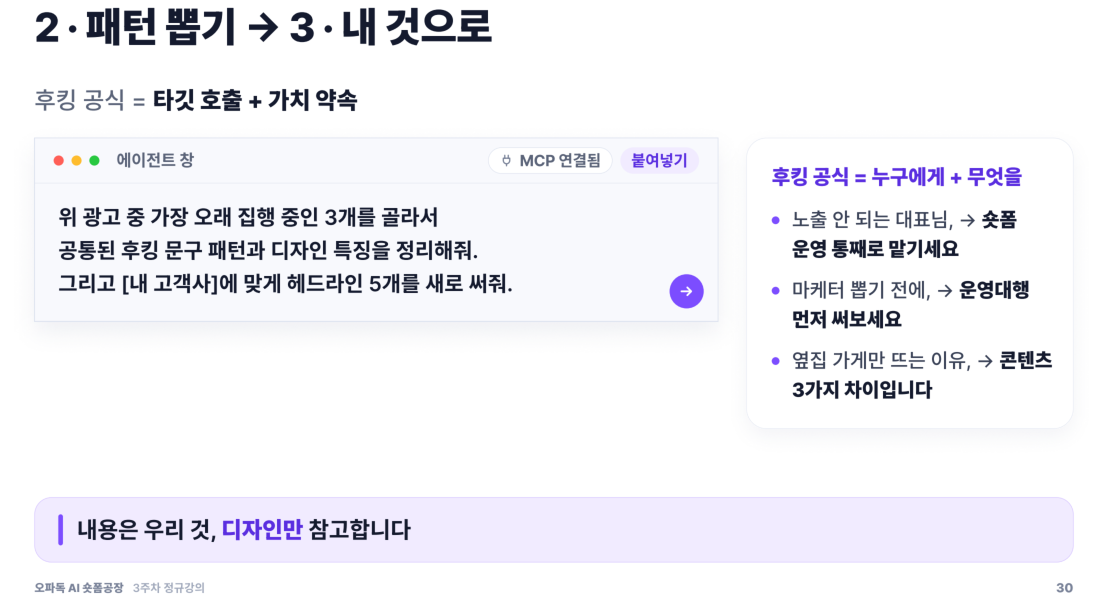 2 · 패턴 뽑기 → 3 · 내 것으로
후킹 공식 = 타깃 호출 + 가치 약속
에이전트 창
MCP 연결됨
붙여넣기
위 광고 중 가장 오래 집행 중인 3개를 골라서
공통된 후킹 문구 패턴과 디자인 특징을 정리해줘.
그리고 [내 고객사]에 맞게 헤드라인 5개를 새로 써줘.
→
후킹 공식 = 누구에게 + 무엇을
• 노출 안 되는 대표님, → 숏폼
운영 통째로 맡기세요
• 마케터 뽑기 전에, → 운영대행
먼저 써보세요
• 옆집 가게만 뜨는 이유, → 콘텐츠
3가지 차이입니다
내용은 우리 것, 디자인만 참고합니다
오파독 AI 숏폼공장 3주차 정규강의
30